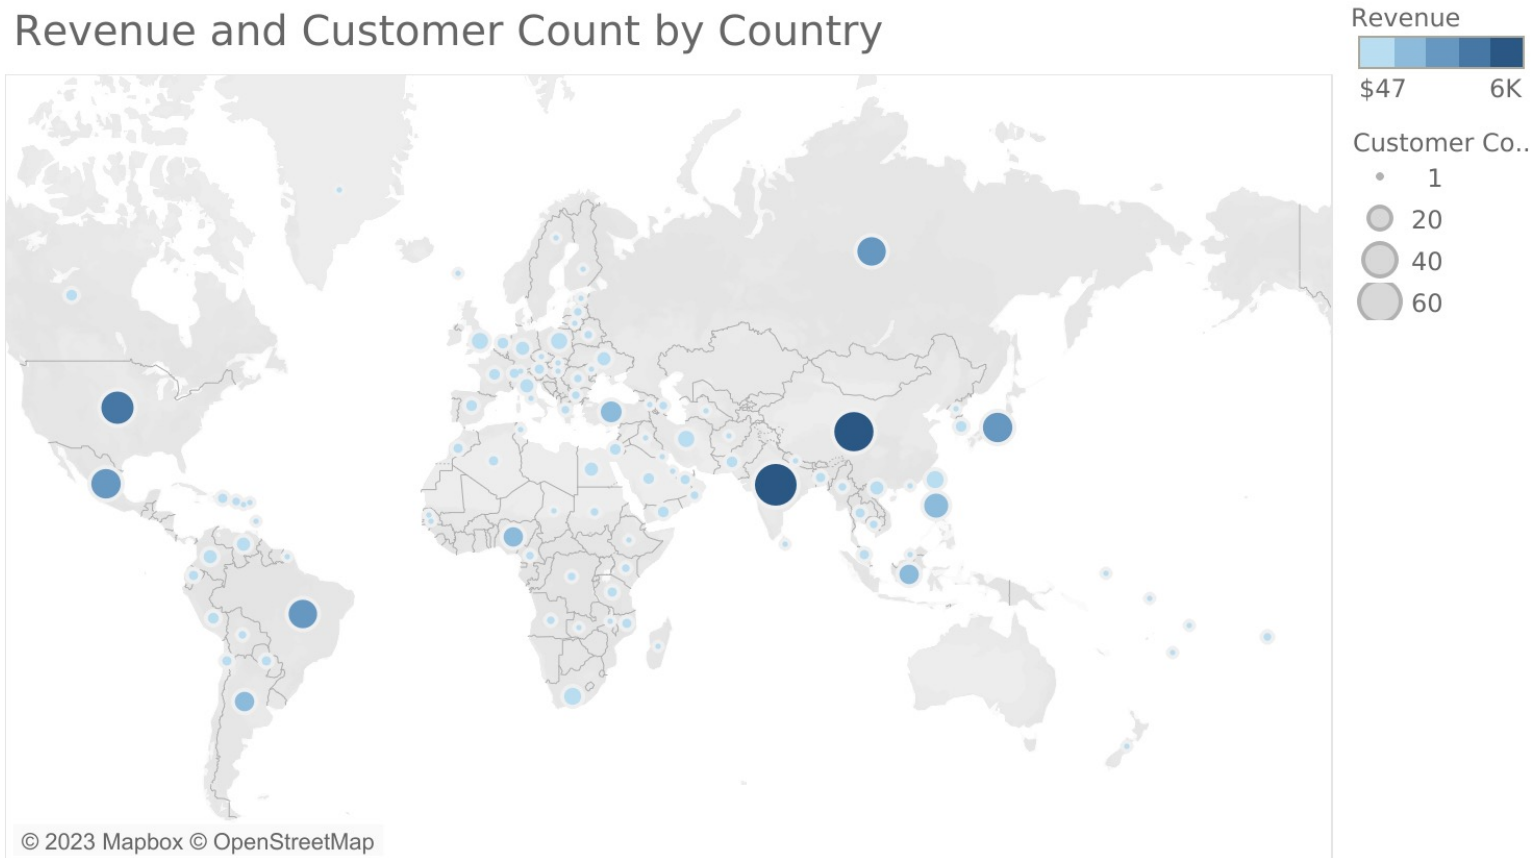 Revenue and Customer Count by Country
Revenue
$47 6K
Customer Co..
1
20
40
60
© 2023 Mapbox © OpenStreetMap